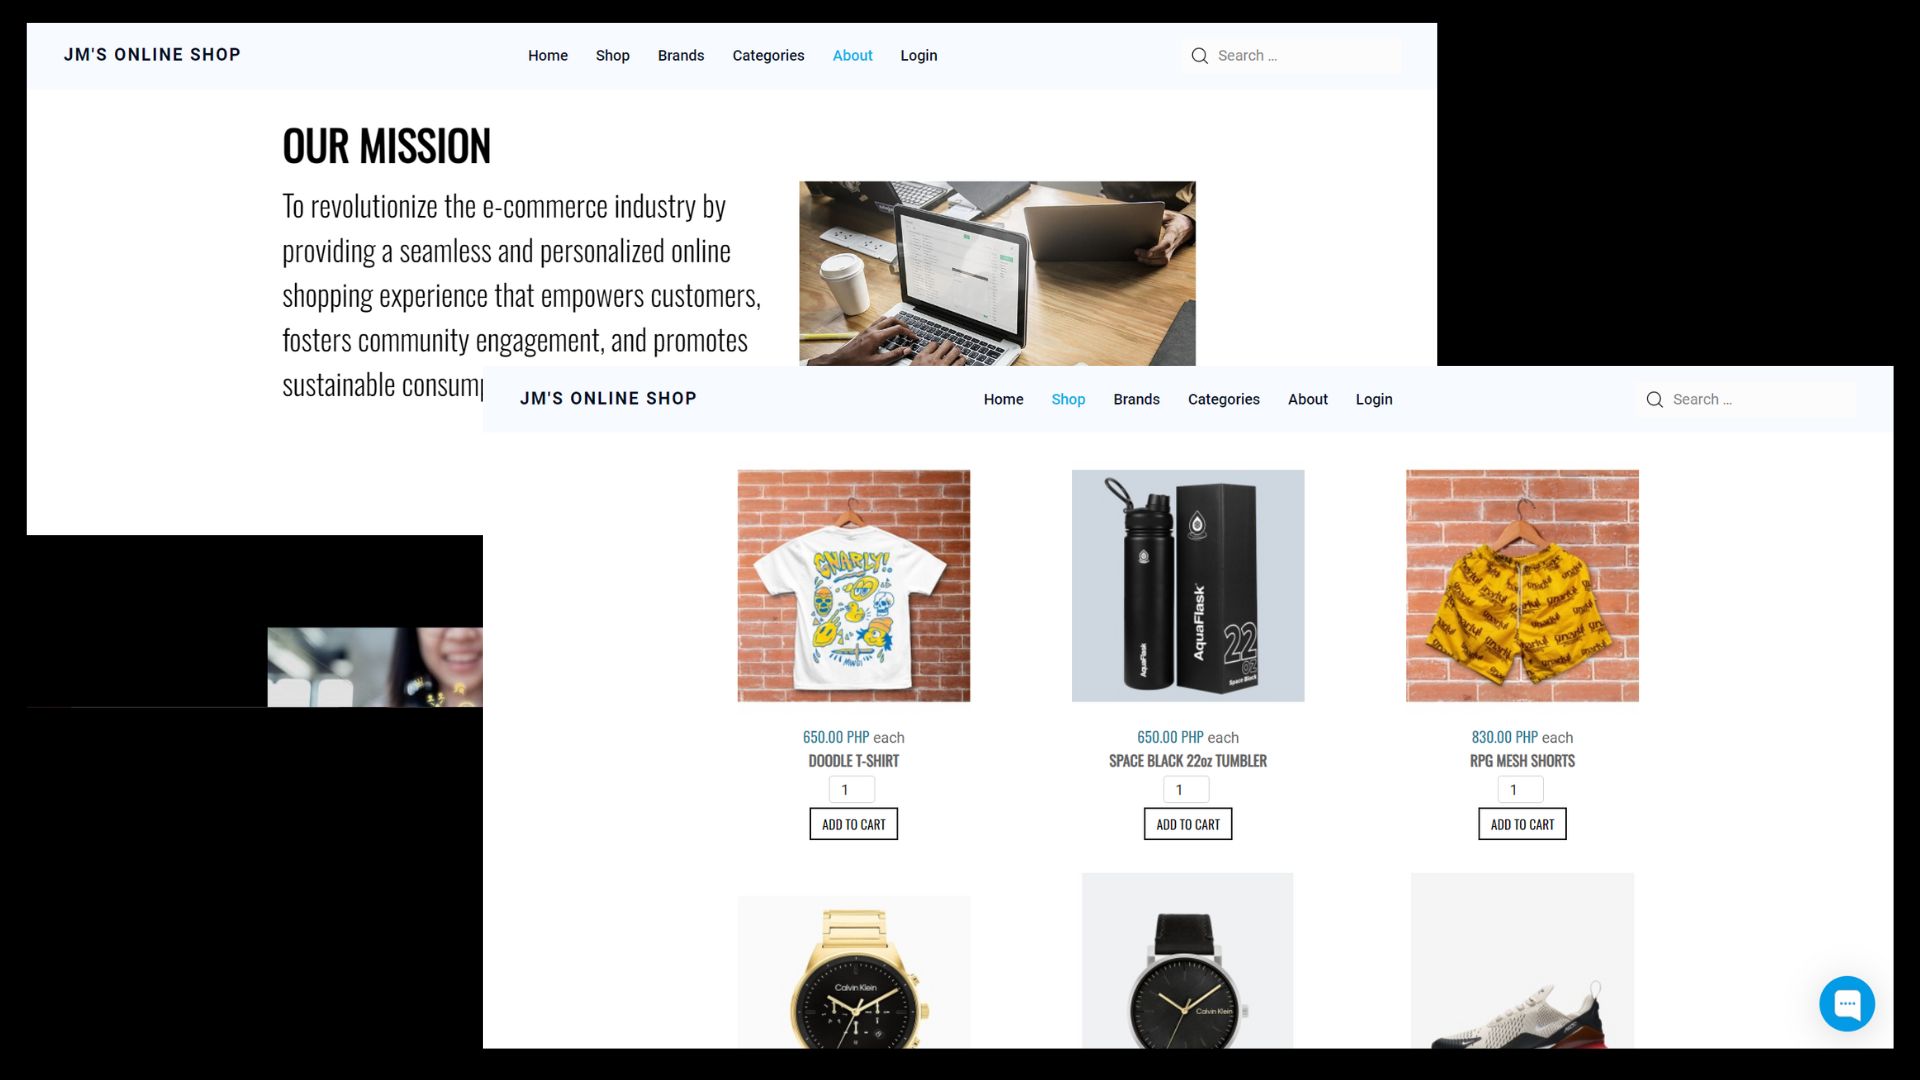 JM'S ONLINE SHOP
Home Shop Brands Categories About Login
Search ...
OUR MISSION
To revolutionize the e-commerce industry by
providing a seamless and personalized online
shopping experience that empowers customers,
fosters community engagement, and promotes
sustainable
JM'S ONLINE SHOP
Home Shop Brands Categories About Login
Search ...
GNARLY!
AquaFlask
AquaFlask
22
OZ
Space Black
gnarly!
650.00 PHP each
DOODLE T-SHIRT
1
ADD TO CART
650.00 PHP each
SPACE BLACK 22oz TUMBLER
1
ADD TO CART
830.00 PHP each
RPG MESH SHORTS
1
ADD TO CART
Calvin Klein
Calvin Klein